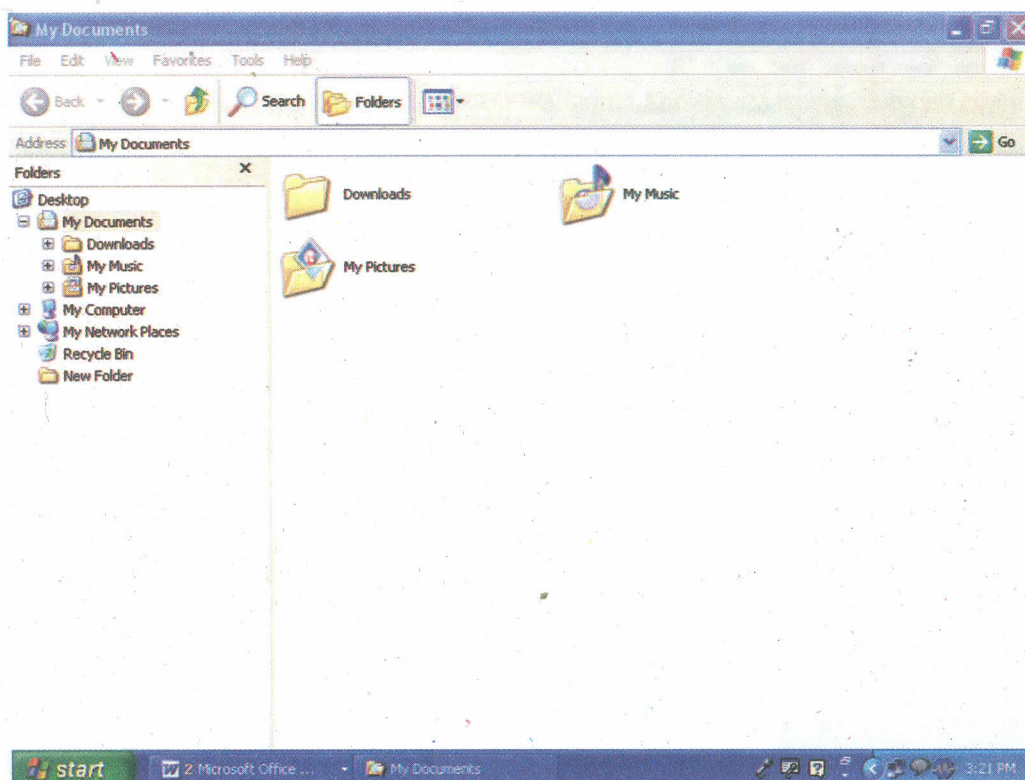 My Documents
File Edit View Favorites Tools Help
Back Search Folders
Address My Documents Go
Folders
Desktop
My Documents
Downloads
My Music
My Pictures
My Computer
My Network Places
Recycle Bin
New Folder
Downloads My Music
My Pictures
start 2 Microsoft Office ... My Documents 3:21 PM